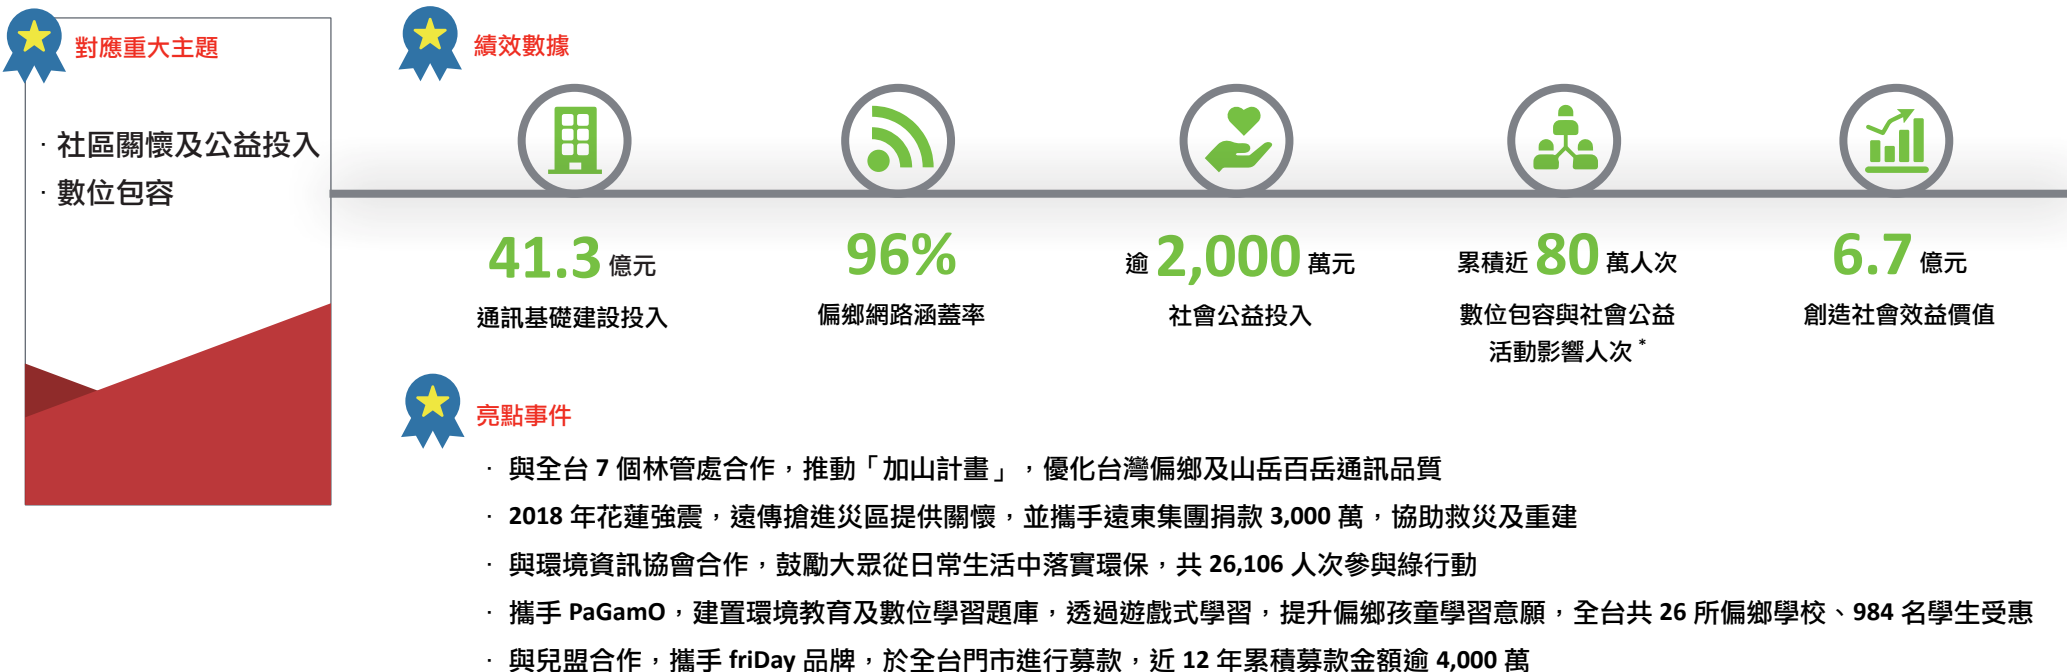 對應重大主題
· 社區關懷及公益投入
· 數位包容
績效數據
41.3 億元
通訊基礎建設投入
96%
偏鄉網路涵蓋率
逾 2,000 萬元
社會公益投入
累積近 80 萬人次
數位包容與社會公益
活動影響人次 *
6.7 億元
創造社會效益價值
亮點事件
· 與全台 7 個林管處合作，推動「加山計畫」，優化台灣偏鄉及山岳百岳通訊品質
· 2018 年花蓮強震，遠傳搶進災區提供關懷，並攜手遠東集團捐款 3,000 萬，協助救災及重建
· 與環境資訊協會合作，鼓勵大眾從日常生活中落實環保，共 26,106 人次參與綠行動
· 攜手 PaGamO，建置環境教育及數位學習題庫，透過遊戲式學習，提升偏鄉孩童學習意願，全台共 26 所偏鄉學校、984 名學生受惠
· 與兒盟合作，攜手 friDay 品牌，於全台門市進行募款，近 12 年累積募款金額逾 4,000 萬